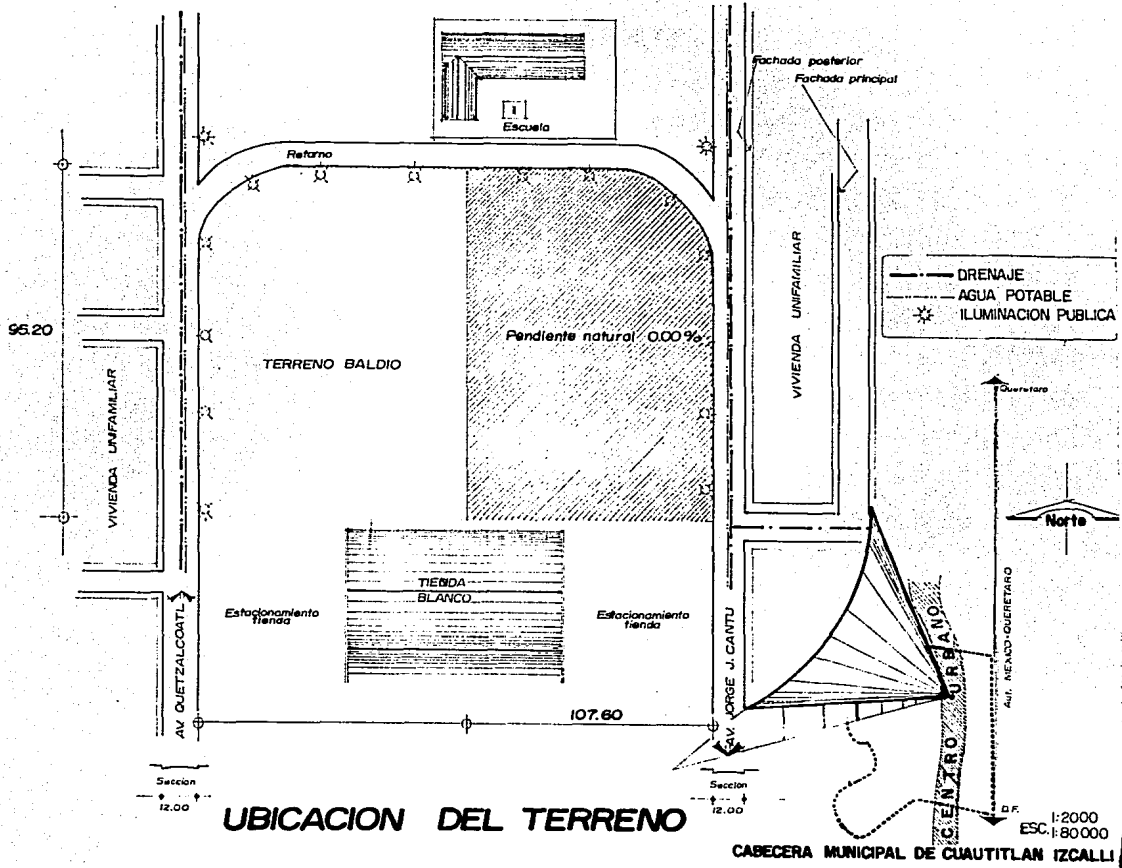 Fachada posterior
Fachada principal
Escuela
Retorno
95.20
VIVIENDA UNIFAMILIAR
TERRENO BALDIO
Pendiente natural 0.00%
VIVIENDA UNIFAMILIAR
DRENAJE
AGUA POTABLE
ILUMINACION PUBLICA
Queretaro
Norte
Aut. MEXICO-QUERETARO
TIENDA
BLANCO
Estacionamiento
tienda
Estacionamiento
tienda
AV. QUETZALCOATL
AV. JORGE J. CANTU
CENTRO URBANO
107.60
Seccion
12.00
Seccion
12.00
D.F.
UBICACION DEL TERRENO
ESC. 1:2000
1:80000
CABECERA MUNICIPAL DE CUAUTITLAN IZCALLI